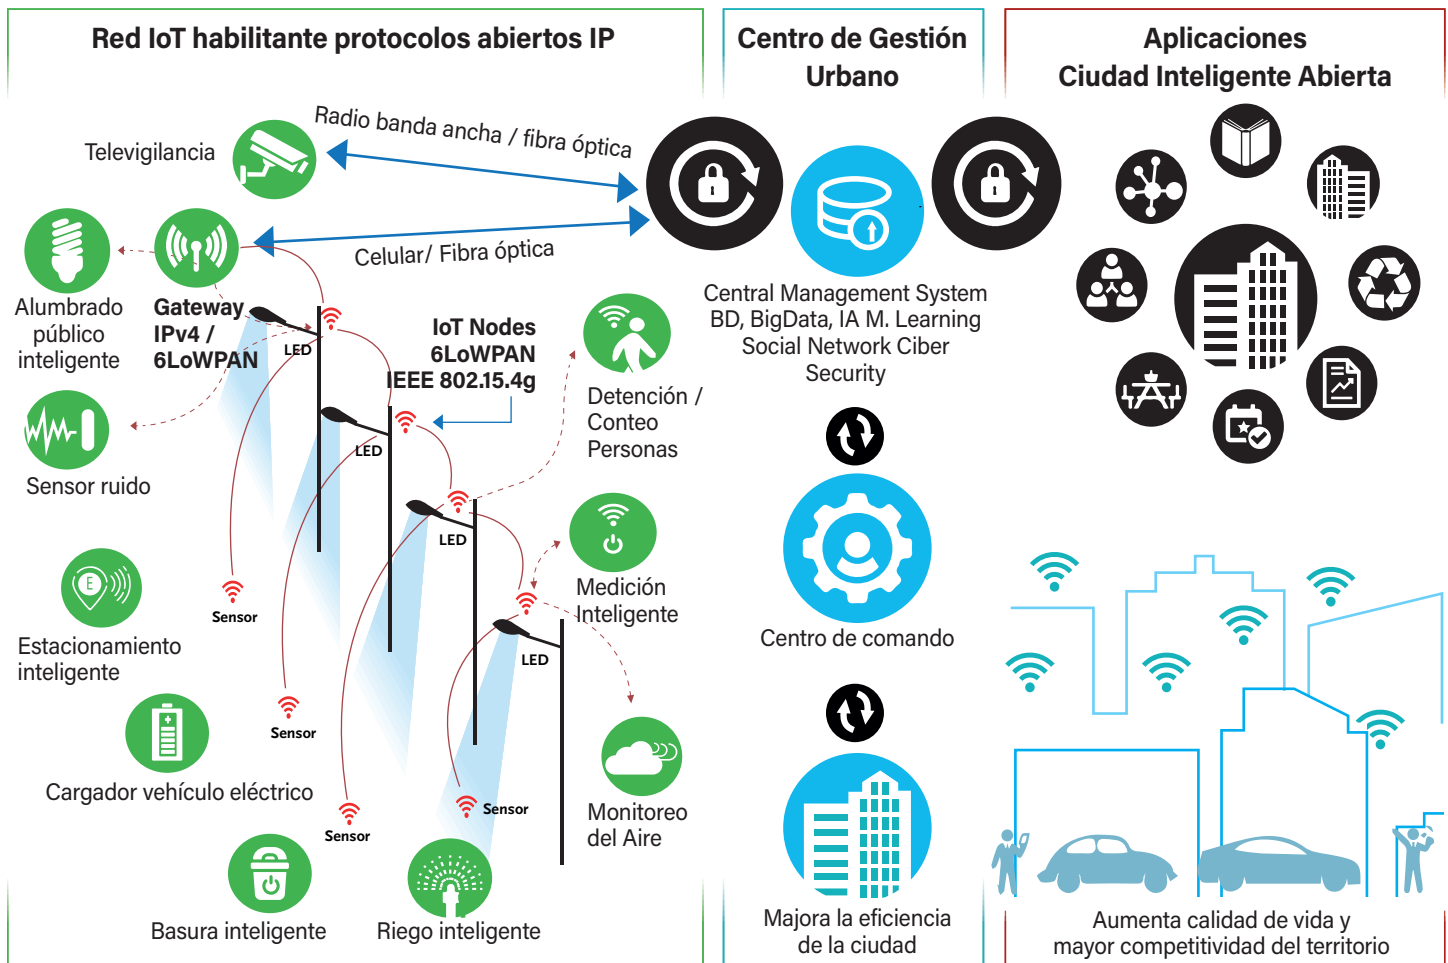 Red IoT habilitante protocolos abiertos IP
Televigilancia
Radio banda ancha / fibra óptica
Celular/ Fibra óptica
Alumbrado
público
inteligente
Gateway
IPv4 /
6LoWPAN
LED
IoT Nodes
6LoWPAN
IEEE 802.15.4g
Detención /
Conteo
Personas
LED
Sensor ruido
LED
Medición
Inteligente
E
Estacionamiento
inteligente
Sensor
LED
Sensor
Cargador vehículo eléctrico
Sensor
Sensor
Monitoreo
del Aire
Basura inteligente
Riego inteligente
Centro de Gestión
Urbano
Central Management System
BD, BigData, IA M. Learning
Social Network Ciber
Security
Centro de comando
Majora la eficiencia
de la ciudad
Aplicaciones
Ciudad Inteligente Abierta
Aumenta calidad de vida y
mayor competitividad del territorio